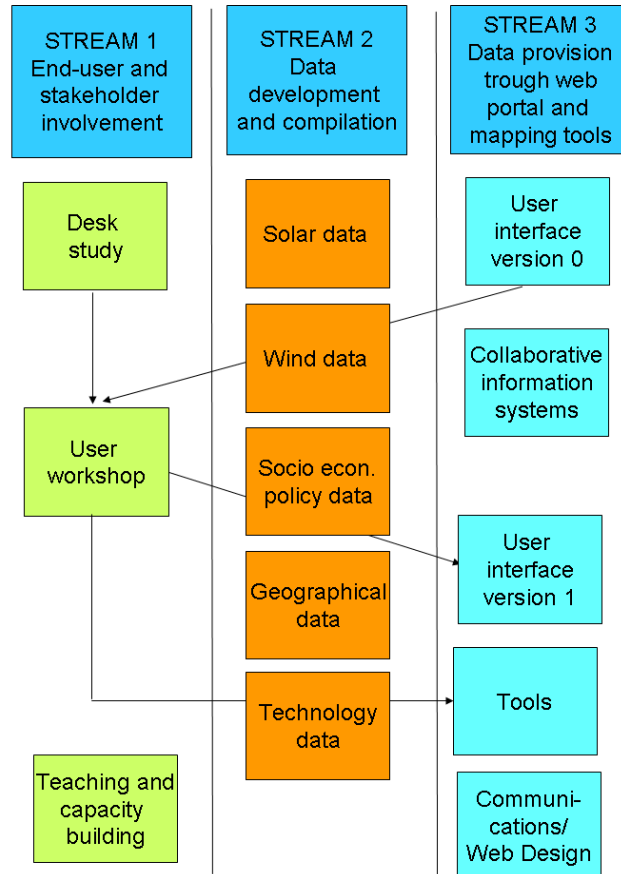 STREAM 1
End-user and
stakeholder
involvement
STREAM 2
Data
development
and compilation
STREAM 3
Data provision
trough web
portal and
mapping tools
Desk
study
User
workshop
Teaching and
capacity
building
Solar data
Wind data
Socio econ.
policy data
Geographical
data
Technology
data
User
interface
version 0
Collaborative
information
systems
User
interface
version 1
Tools
Communi-
cations/
Web Design